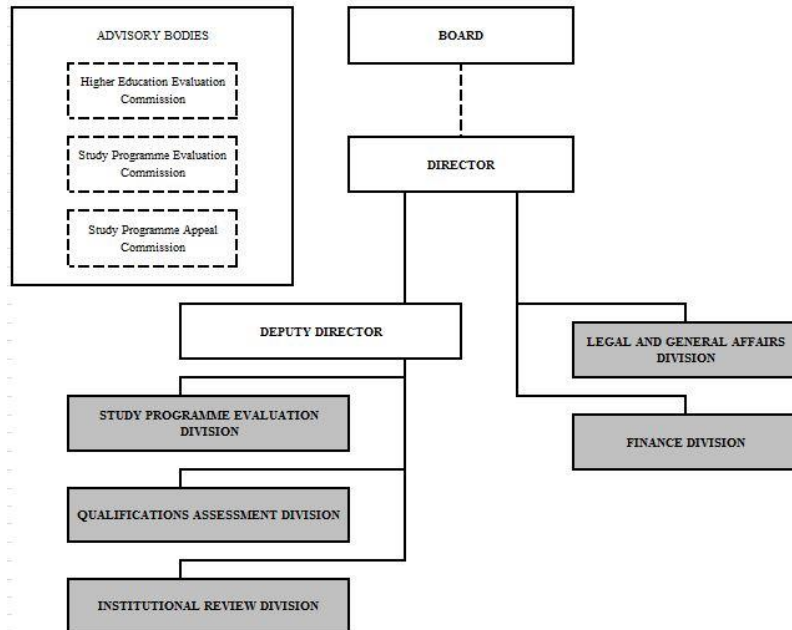 ADVISORY BODIES
Higher Education Evaluation
Commission
Study Programme Evaluation
Commission
Study Programme Appeal
Commission
BOARD
DIRECTOR
DEPUTY DIRECTOR
LEGAL AND GENERAL AFFAIRS
DIVISION
STUDY PROGRAMME EVALUATION
DIVISION
FINANCE DIVISION
QUALIFICATIONS ASSESSMENT DIVISION
INSTITUTIONAL REVIEW DIVISION